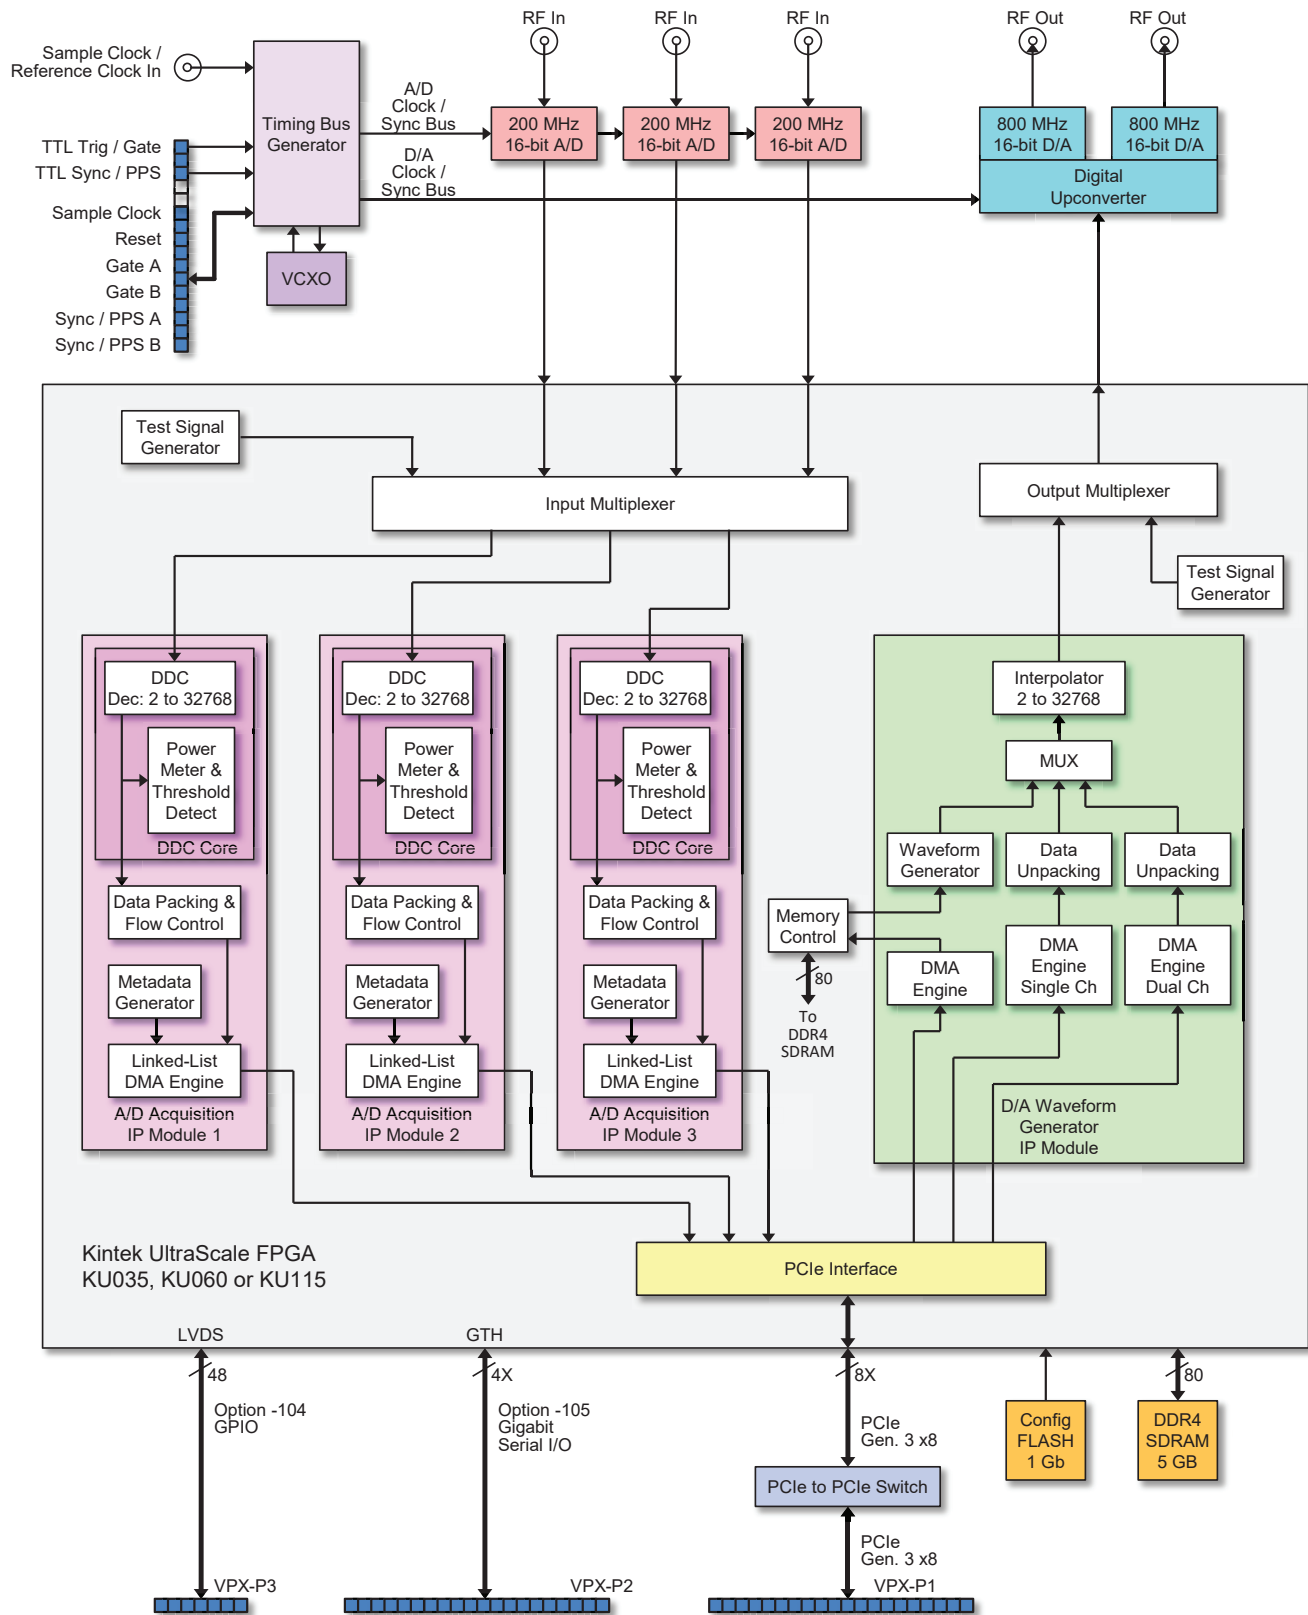 RF In
RF In
RF In
RF Out
RF Out
Sample Clock /
Reference Clock In
Timing Bus
Generator
A/D
Clock /
Sync Bus
D/A
Clock /
Sync Bus
200 MHz
16-bit A/D
200 MHz
16-bit A/D
200 MHz
16-bit A/D
800 MHz
16-bit D/A
800 MHz
16-bit D/A
Digital
Upconverter
TTL Trig / Gate
TTL Sync / PPS
Sample Clock
Reset
Gate A
Gate B
Sync / PPS A
Sync / PPS B
VCXO
Test Signal
Generator
Input Multiplexer
Output Multiplexer
Test Signal
Generator
DDC
Dec: 2 to 32768
Power
Meter &
Threshold
Detect
DDC Core
Data Packing &
Flow Control
Metadata
Generator
Linked-List
DMA Engine
A/D Acquisition
IP Module 1
DDC
Dec: 2 to 32768
Power
Meter &
Threshold
Detect
DDC Core
Data Packing &
Flow Control
Metadata
Generator
Linked-List
DMA Engine
A/D Acquisition
IP Module 2
DDC
Dec: 2 to 32768
Power
Meter &
Threshold
Detect
DDC Core
Data Packing &
Flow Control
Metadata
Generator
Linked-List
DMA Engine
A/D Acquisition
IP Module 3
Interpolator
2 to 32768
MUX
Waveform
Generator
Data
Unpacking
Data
Unpacking
Memory
Control
80
To
DDR4
SDRAM
DMA
Engine
DMA
Engine
Single Ch
DMA
Engine
Dual Ch
D/A Waveform
Generator
IP Module
Kintek UltraScale FPGA
KU035, KU060 or KU115
PCIe Interface
LVDS
GTH
48
4X
8X
80
Option -104
GPIO
Option -105
Gigabit
Serial I/O
PCIe
Gen. 3 x8
Config
FLASH
1 Gb
DDR4
SDRAM
5 GB
PCIe to PCIe Switch
PCIe
Gen. 3 x8
VPX-P3
VPX-P2
VPX-P1